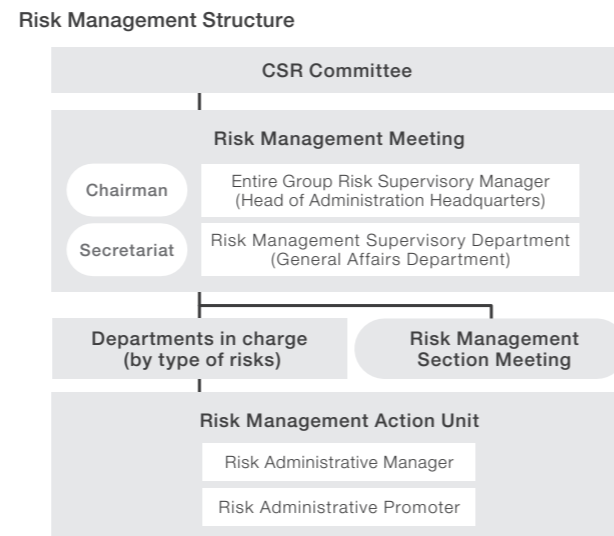 Risk Management Structure
CSR Committee
Risk Management Meeting
Chairman
Entire Group Risk Supervisory Manager
(Head of Administration Headquarters)
Secretariat
Risk Management Supervisory Department
(General Affairs Department)
Departments in charge
(by type of risks)
Risk Management
Section Meeting
Risk Management Action Unit
Risk Administrative Manager
Risk Administrative Promoter